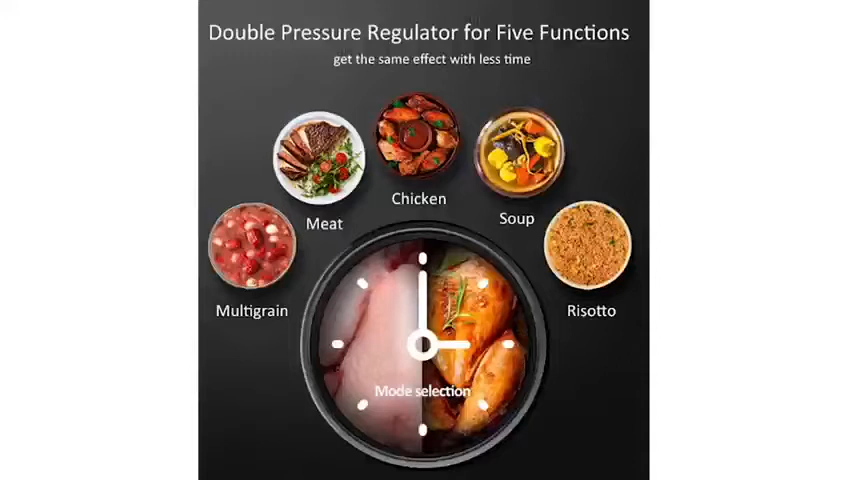 Double Pressure Regulator for Five Functions
get the same effect with less time
Chicken
Meat
Soup
Multigrain
Risotto
Mode selection